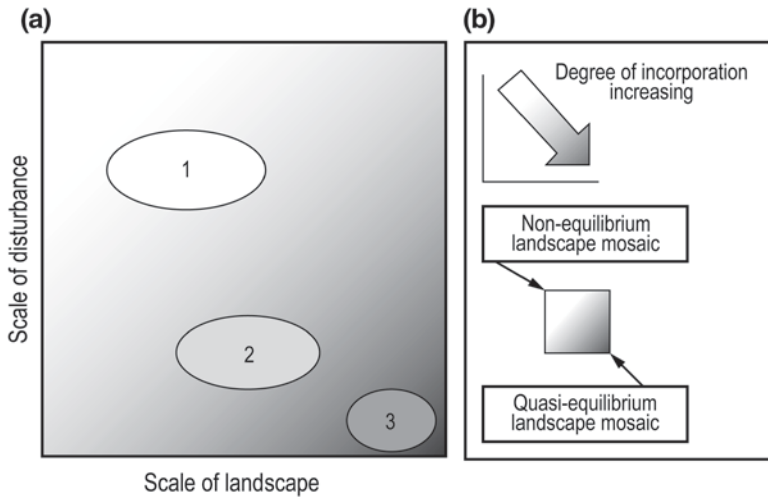 (a)
Scale of disturbance
1
2
3
Scale of landscape
(b)
Degree of incorporation
increasing
Non-equilibrium
landscape mosaic
Quasi-equilibrium
landscape mosaic